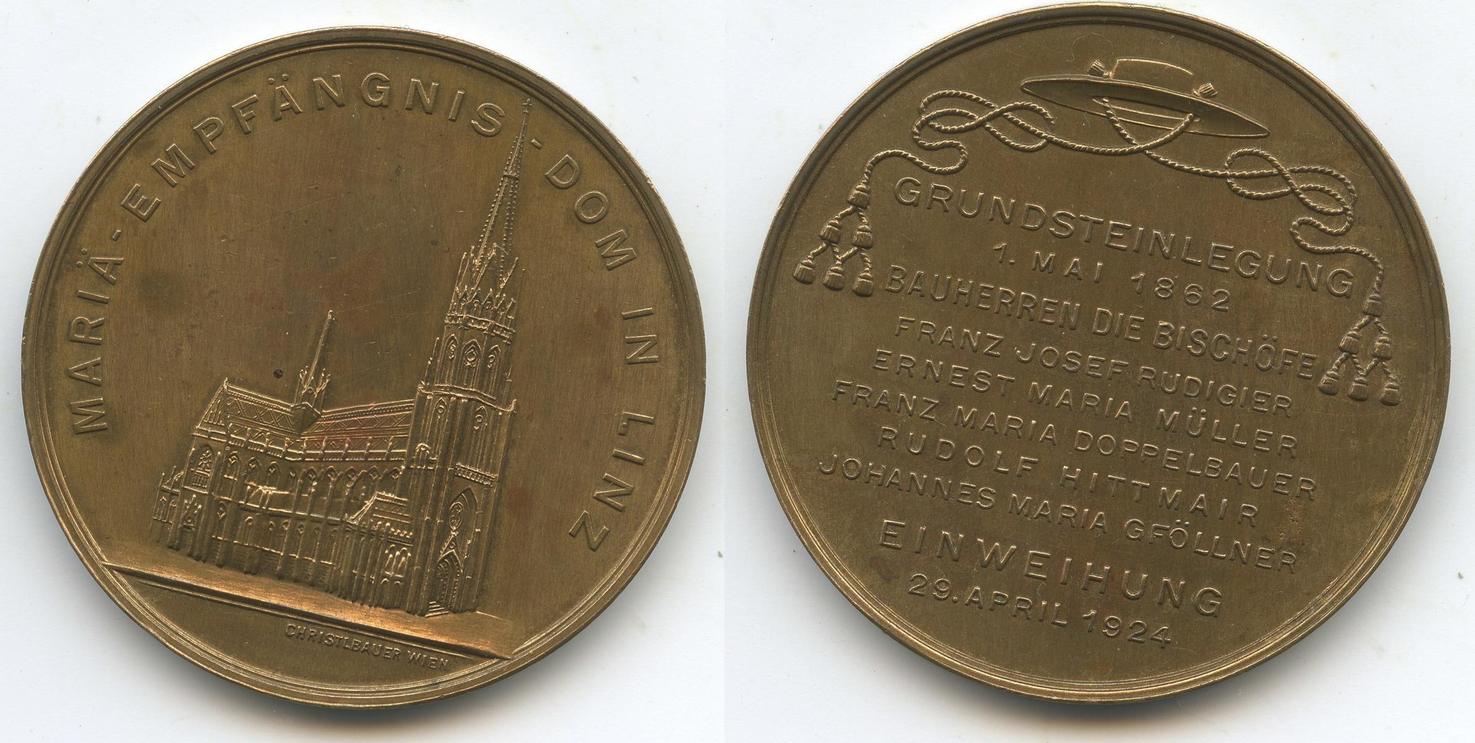 MARIÄ-EMPFÄNGNIS-DOM IN LINZ
CHRISTLBAUER WIEN
GRUNDSTEINLEGUNG
1. MAI 1862
BAUHERREN DIE BISCHÖFE
FRANZ JOSEF RUDIGIER
ERNEST MARIA MÜLLER
FRANZ MARIA DOPPELBAUER
RUDOLF HITTMAIR
JOHANNES MARIA GFÖLLNER
EINWEIHUNG
29. APRIL 1924